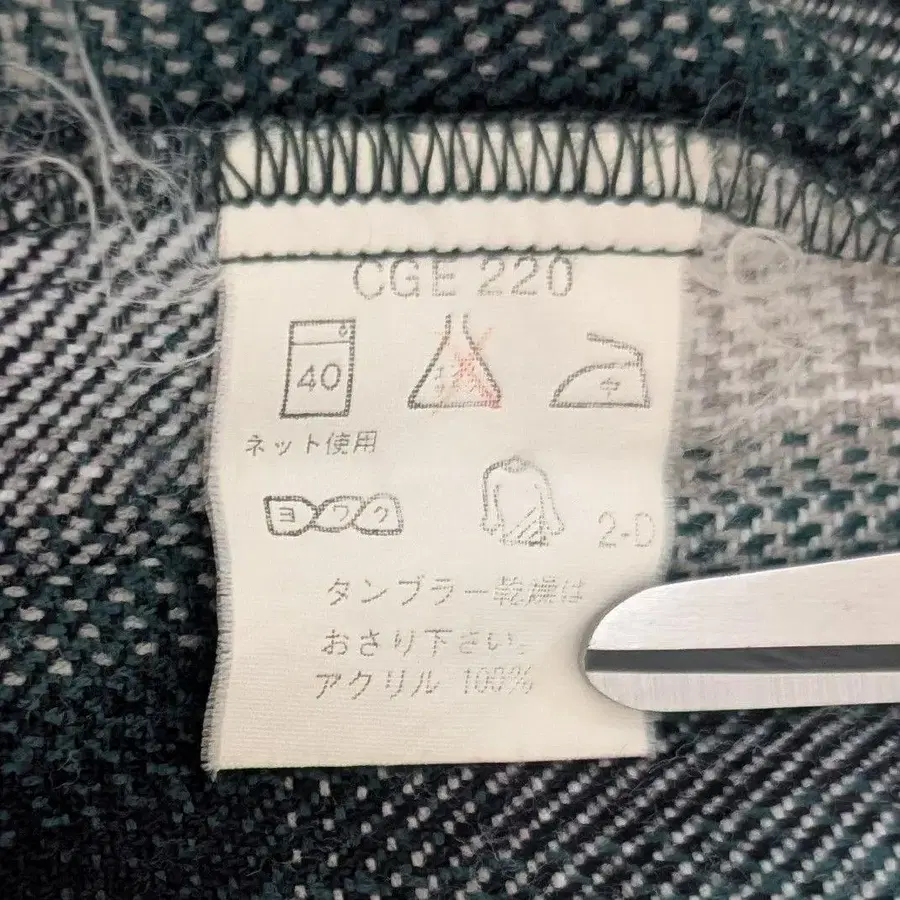 CGE 220
40
中
ネット使用
ヨワク
2-D
タンブラー乾燥は
おさり下さい。
アクリル 100%